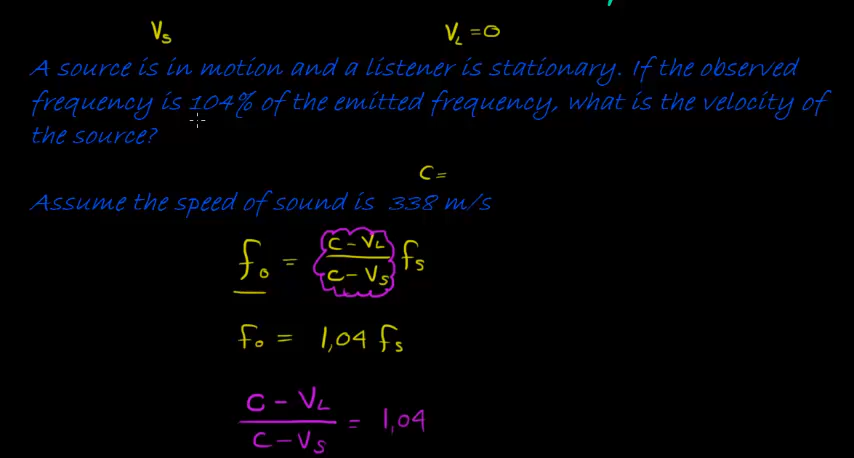 Vs VL = 0
A source is in motion and a listener is stationary. If the observed
frequency is 104% of the emitted frequency, what is the velocity of
the source?
C =
Assume the speed of sound is 338 m/s
fo = (C - VL)/(C - Vs) fs
fo = 1,04 fs
(C - VL)/(C - Vs) = 1,04